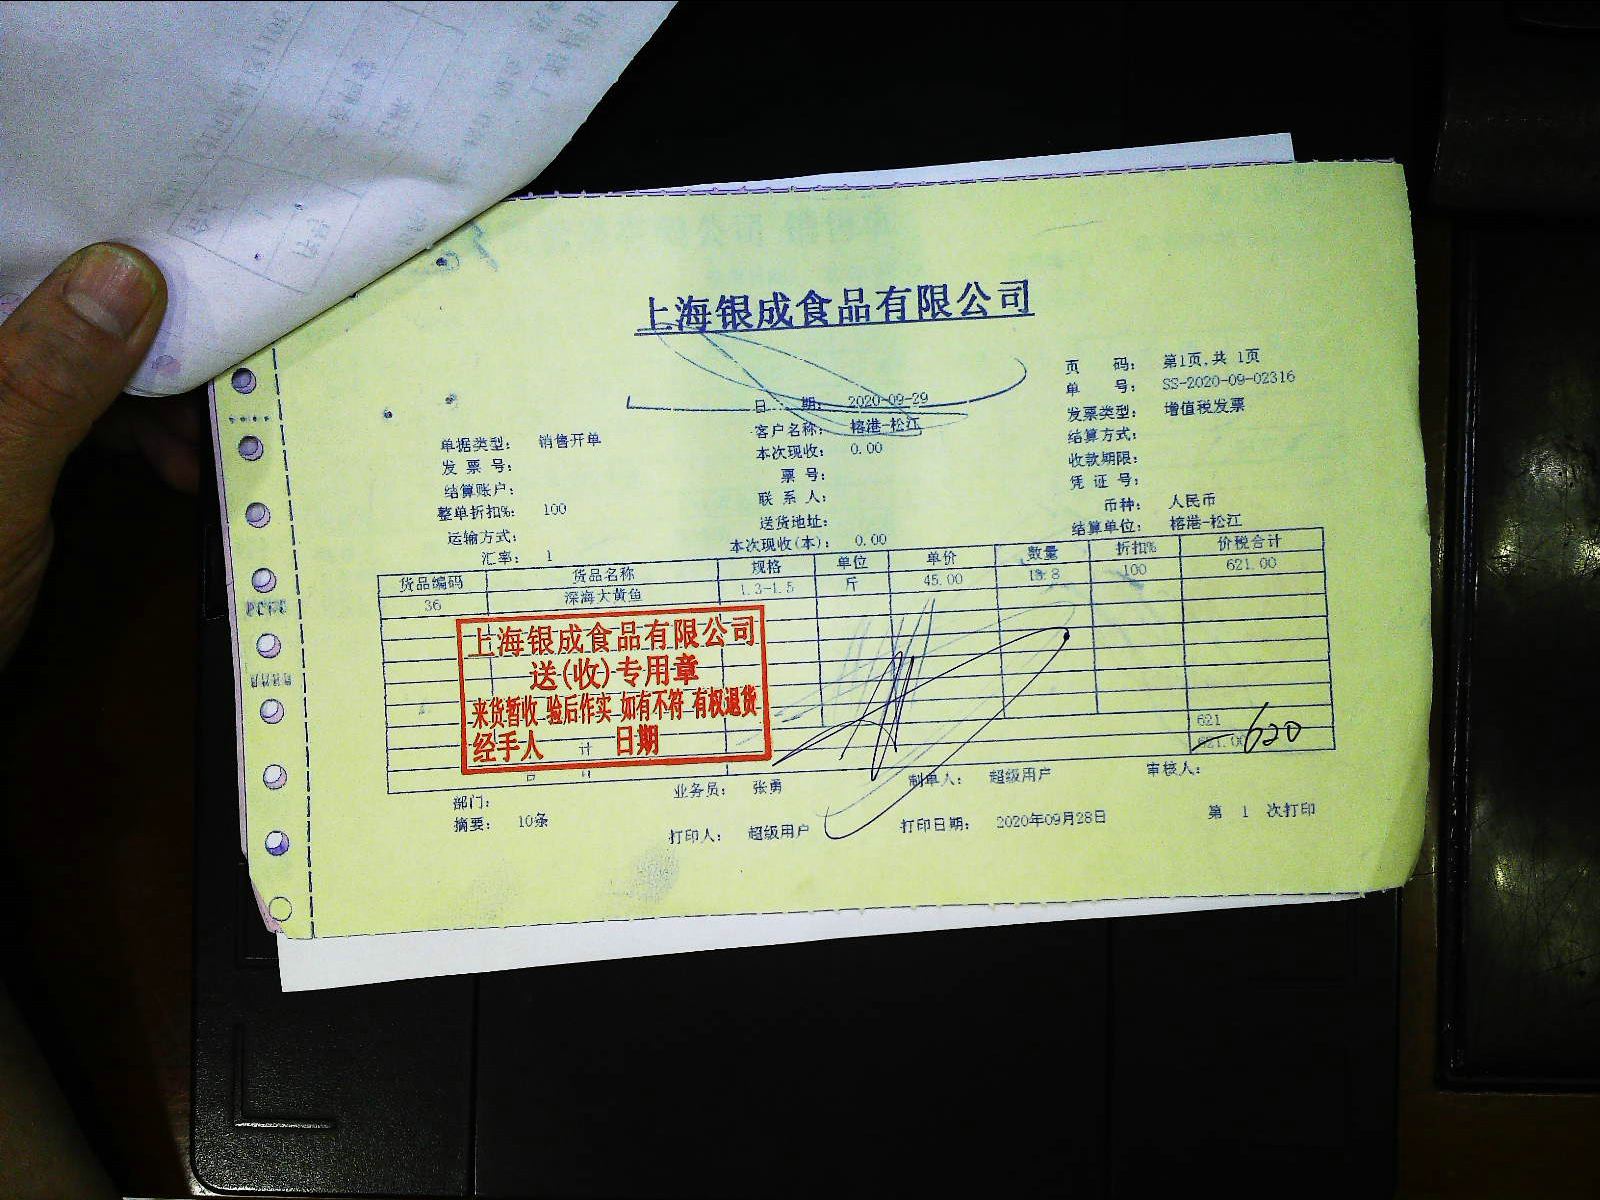 上海银成食品有限公司
页 码： 第1页,共 1页
单 号： SS-2020-09-02316
日 期： 2020-09-29
发票类型： 增值税发票
单据类型： 销售开单
客户名称： 榕港-松江
结算方式：
发 票 号：
本次现收： 0.00
收款期限：
结算账户：
票 号：
凭 证 号：
整单折扣%： 100
联 系 人：
币种： 人民币
运输方式：
送货地址：
结算单位： 榕港-松江
汇率： 1
本次现收(本)： 0.00
货品编码 货品名称 规格 单位 单价 数量 折扣% 价税合计
36 深海大黄鱼 1.3-1.5 斤 45.00 13.8 100 621.00
上海银成食品有限公司
送(收)专用章
来货暂收 验后作实 如有不符 有权退货
经手人 日期
计 621
621.00 620
部门： 业务员： 张勇 制单人： 超级用户 审核人：
摘要： 10条 打印人： 超级用户 打印日期： 2020年09月28日 第 1 次打印